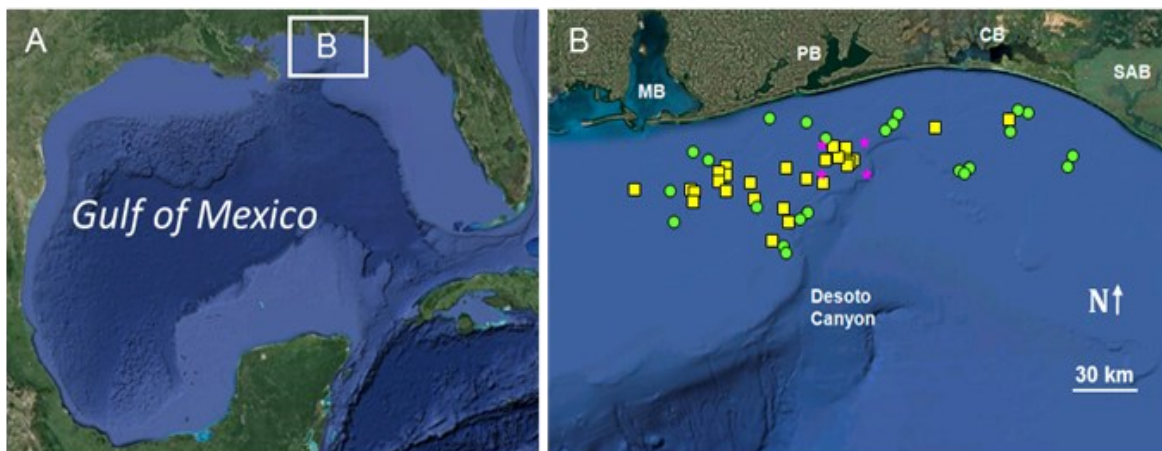 A
B
Gulf of Mexico
B
MB
PB
CB
SAB
Desoto
Canyon
N↑
30 km